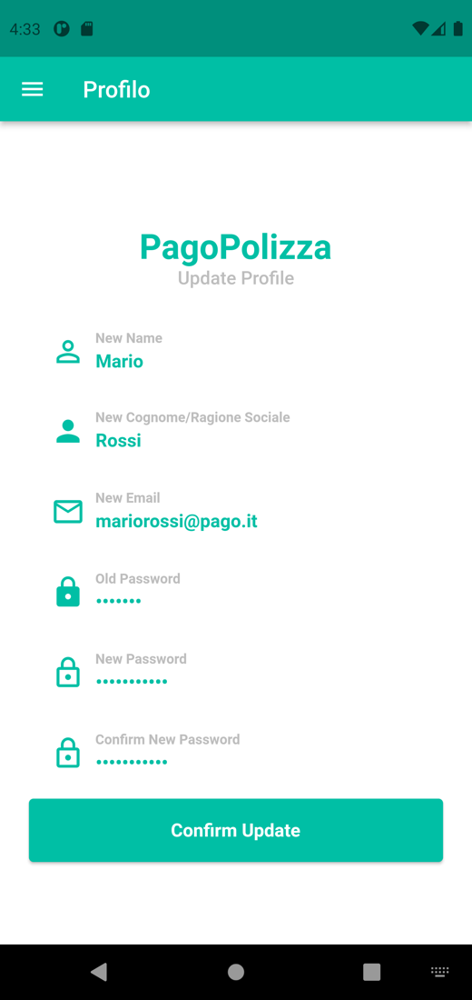 4:33
Profilo
PagoPolizza
Update Profile
New Name
Mario
New Cognome/Ragione Sociale
Rossi
New Email
mariorossi@pago.it
Old Password
•••••••
New Password
•••••••••••
Confirm New Password
•••••••••••
Confirm Update